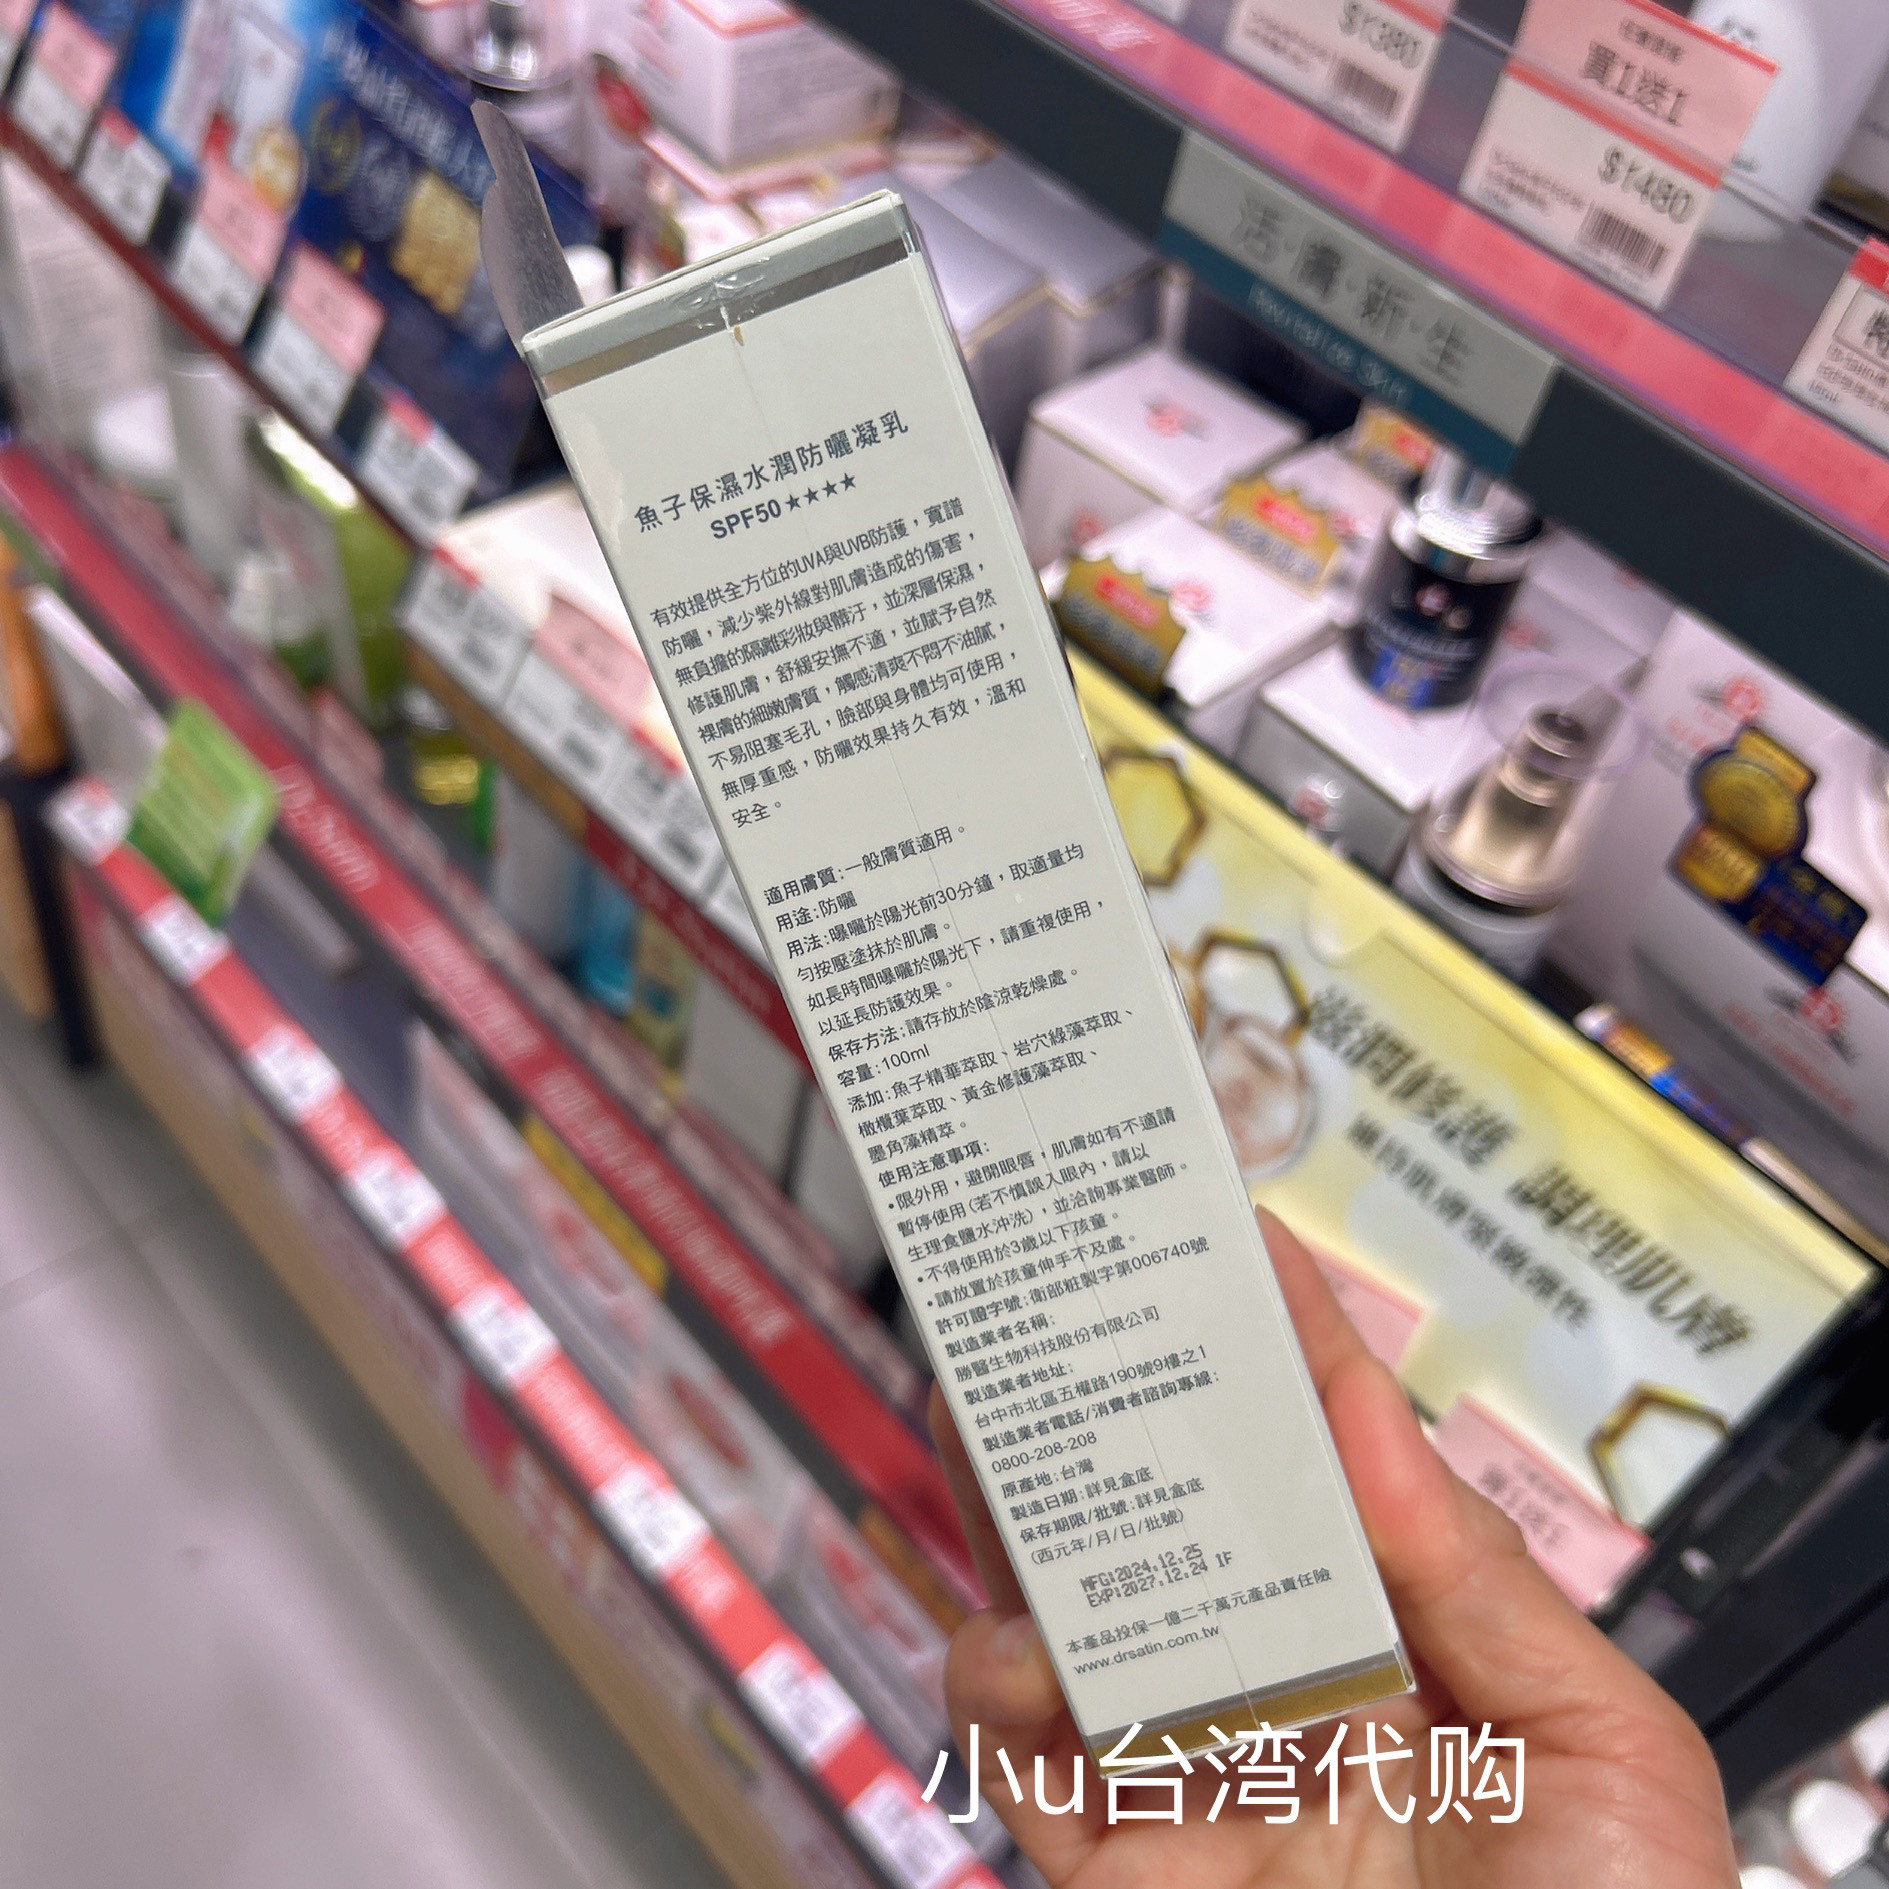 $1380
買1送1
$1480
活·膚·新·生
Revitalize Skin
魚子保濕水潤防曬凝乳
SPF50★★★★
有效提供全方位的UVA與UVB防護，寬譜
防曬，減少紫外線對肌膚造成的傷害，
無負擔的隔離彩妝與髒汙，並深層保濕，
修護肌膚，舒緩安撫不適，並賦予自然
裸膚的細嫩膚質，觸感清爽不悶不油膩，
不易阻塞毛孔，臉部與身體均可使用，
無厚重感，防曬效果持久有效，溫和
安全。
適用膚質:一般膚質適用。
用途:防曬
用法:曝曬於陽光前30分鐘，取適量均
勻按壓塗抹於肌膚。
如長時間曝曬於陽光下，請重複使用，
以延長防護效果。
保存方法:請存放於陰涼乾燥處。
容量:100ml
添加:魚子精華萃取、岩穴綠藻萃取、
橄欖葉萃取、黃金修護藻萃取、
墨角藻精萃。
使用注意事項:
•限外用，避開眼唇，肌膚如有不適請
暫停使用(若不慎誤入眼內，請以
生理食鹽水沖洗)，並洽詢專業醫師。
•不得使用於3歲以下孩童。
•請放置於孩童伸手不及處。
許可證字號:衛部粧製字第006740號
製造業者名稱:
勝醫生物科技股份有限公司
製造業者地址:
台中市北區五權路190號9樓之1
製造業者電話/消費者諮詢專線:
0800-208-208
原產地:台灣
製造日期:詳見盒底
保存期限/批號:詳見盒底
(西元年/月/日/批號)
MFG:2024.12.25
EXP:2027.12.24 1F
本產品投保一億二千萬元產品責任險
www.drsatin.com.tw
滋潤修護 調理肌膚
小u台湾代购